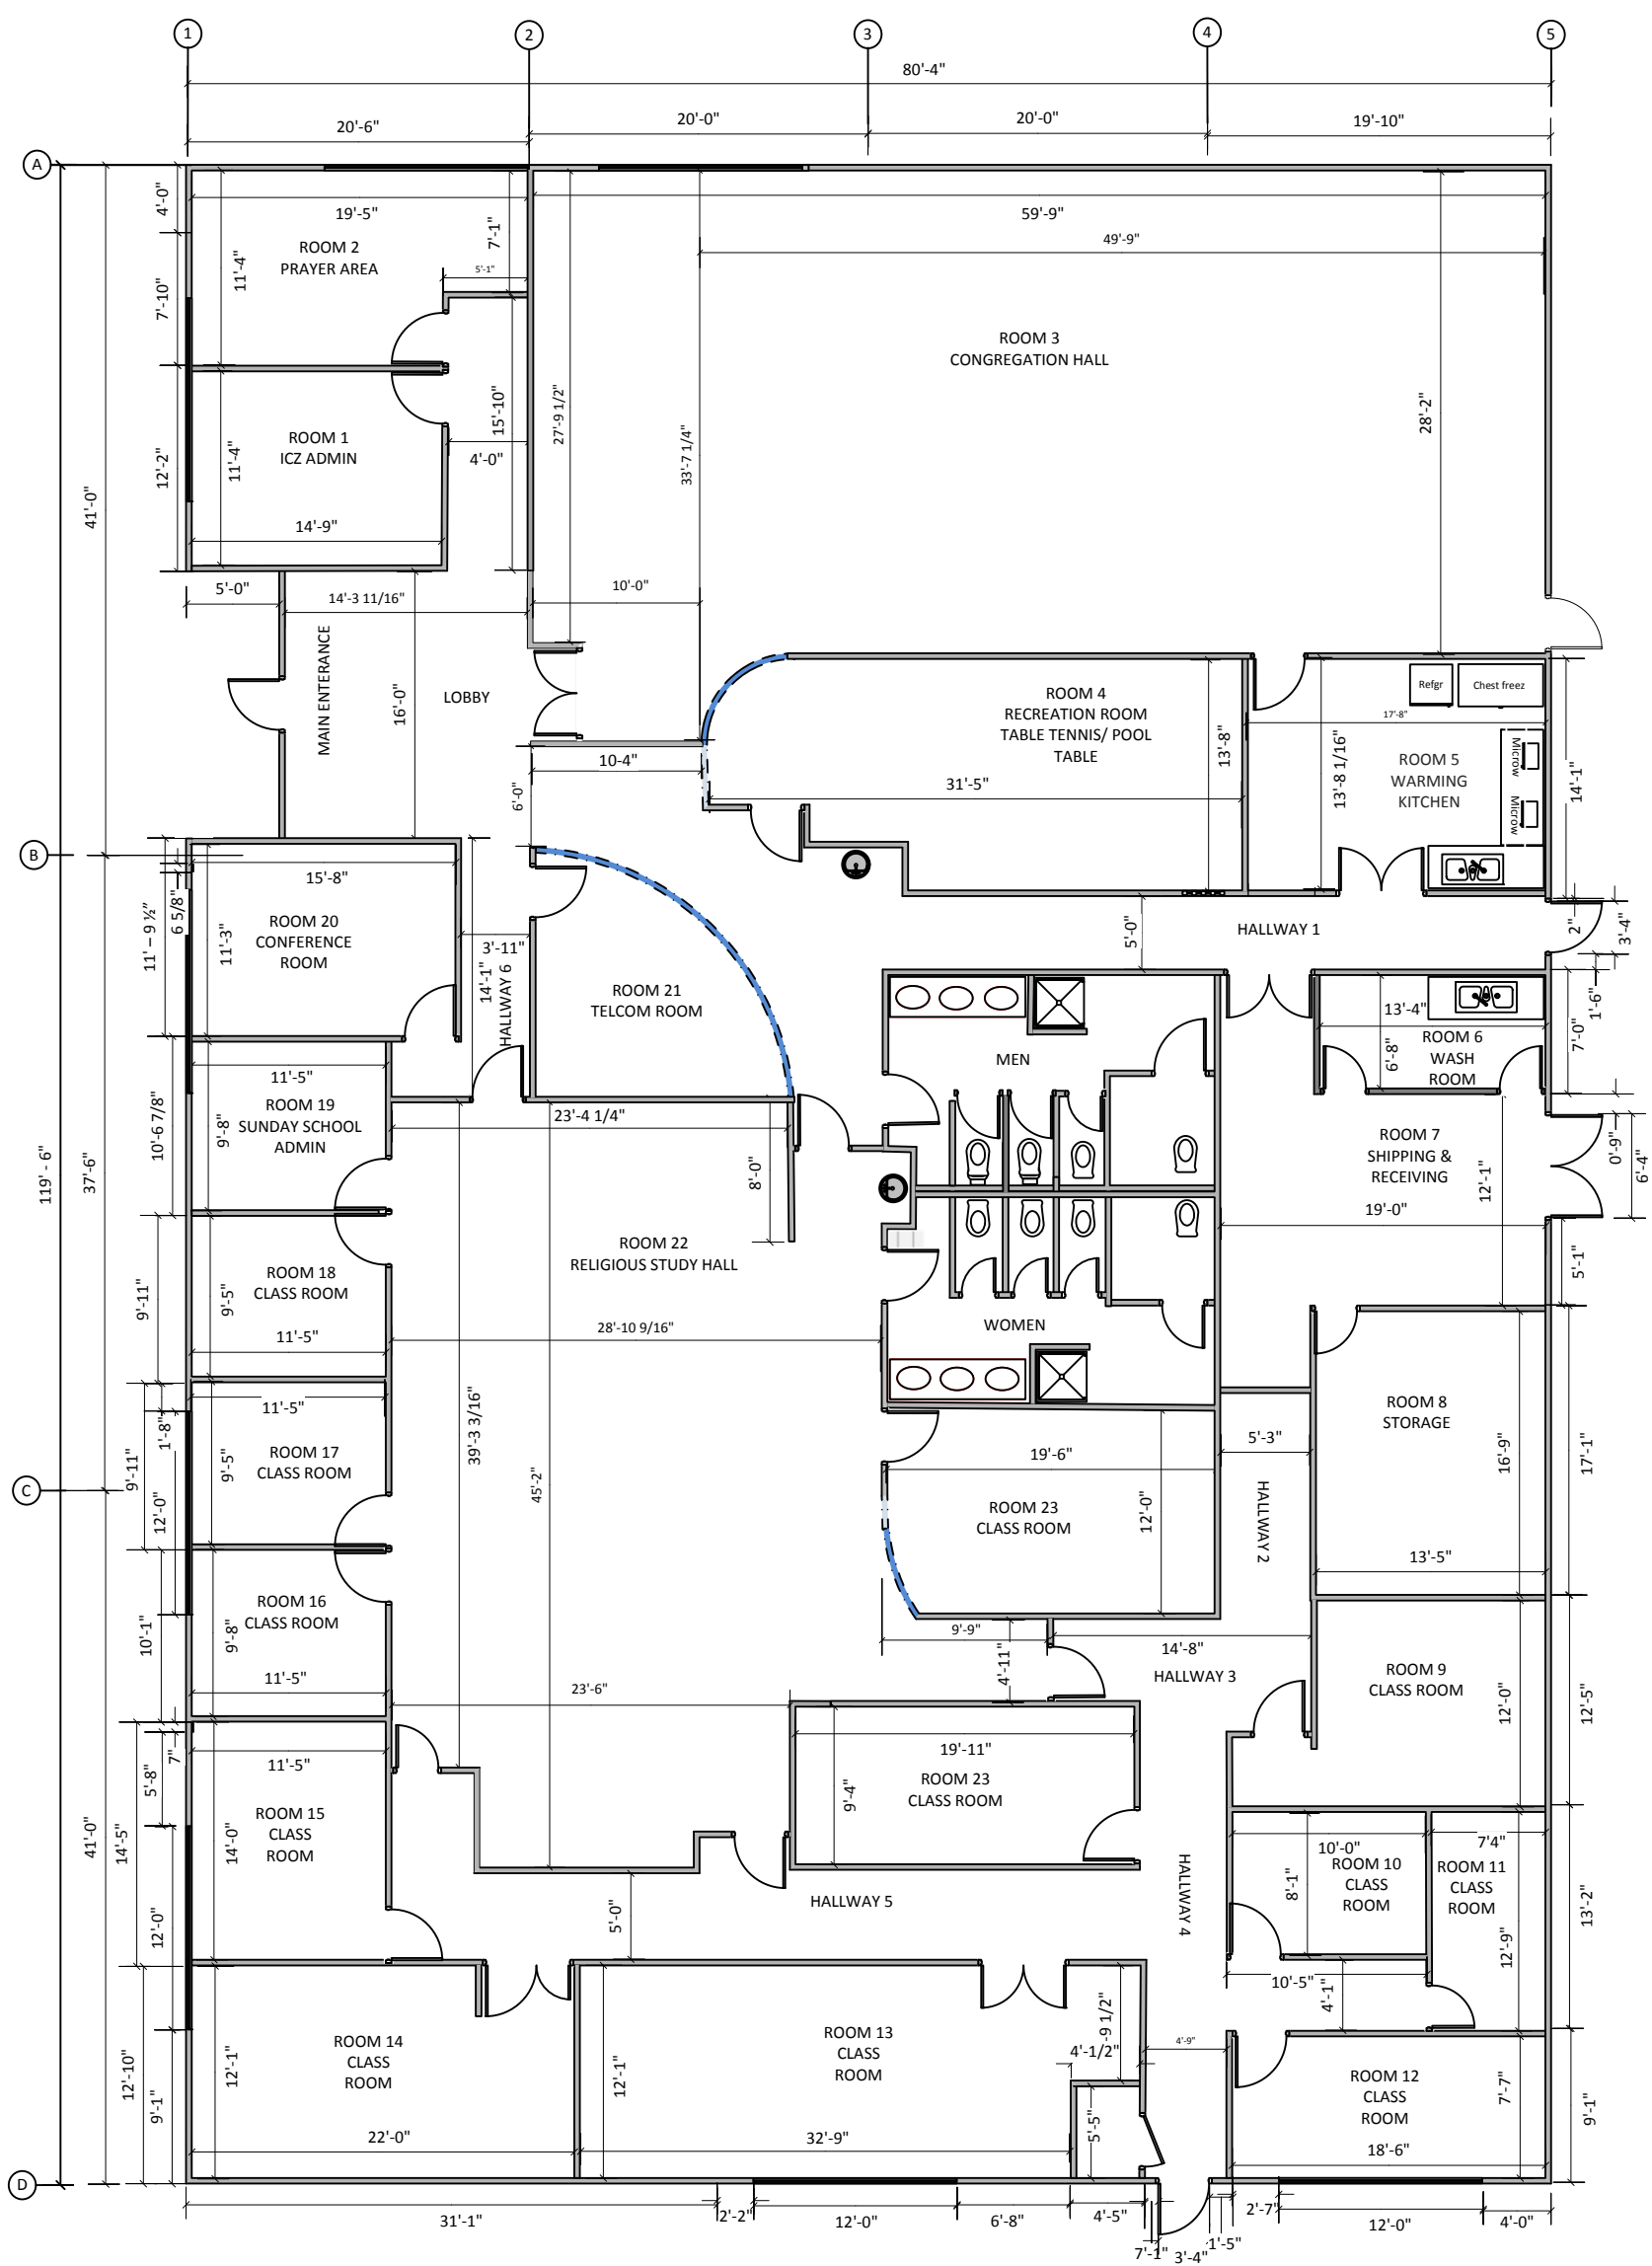 1
2
3
4
5
80'-4"
20'-6"
20'-0"
20'-0"
19'-10"
A
4'-0"
19'-5"
7'-1"
59'-9"
49'-9"
ROOM 2
PRAYER AREA
11'-4"
5'-1"
7'-10"
ROOM 3
CONGREGATION HALL
15'-10"
27'-9 1/2"
28'-2"
ROOM 1
ICZ ADMIN
11'-4"
12'-2"
4'-0"
33'-7 1/4"
41'-0"
14'-9"
5'-0"
14'-3 11/16"
10'-0"
MAIN ENTERANCE
16'-0"
LOBBY
ROOM 4
RECREATION ROOM
TABLE TENNIS/ POOL
TABLE
13'-8"
31'-5"
Refgr
Chest freez
17'-8"
13'-8 1/16"
ROOM 5
WARMING
KITCHEN
Microw
Microw
14'-1"
10-4"
6'-0"
B
15'-8"
11' – 9 ½”
6 5/8"
11'-3"
ROOM 20
CONFERENCE
ROOM
3'-11"
14'-1"
HALLWAY 6
5'-0"
HALLWAY 1
2"
3'-4"
ROOM 21
TELCOM ROOM
MEN
13'-4"
6'-8"
ROOM 6
WASH
ROOM
1'-6"
7'-0"
11'-5"
ROOM 19
SUNDAY SCHOOL
ADMIN
10'-6 7/8"
9'-8"
23'-4 1/4"
8'-0"
ROOM 7
SHIPPING &
RECEIVING
12'-1"
19'-0"
0'-9"
6'-4"
119' - 6"
37'-6"
ROOM 22
RELIGIOUS STUDY HALL
5'-1"
ROOM 18
CLASS ROOM
9'-11"
9'-5"
11'-5"
28'-10 9/16"
WOMEN
11'-5"
1'-8"
9'-11"
9'-5"
ROOM 17
CLASS ROOM
12'-0"
39'-3 3/16"
45'-2"
ROOM 8
STORAGE
5'-3"
16'-9"
17'-1"
19'-6"
ROOM 23
CLASS ROOM
12'-0"
HALLWAY 2
13'-5"
C
ROOM 16
CLASS ROOM
10'-1"
9'-8"
11'-5"
9'-9"
4'-11"
14'-8"
HALLWAY 3
ROOM 9
CLASS ROOM
12'-0"
12'-5"
23'-6"
7"
11'-5"
5'-8"
14'-5"
14'-0"
ROOM 15
CLASS
ROOM
19'-11"
ROOM 23
CLASS ROOM
9'-4"
41'-0"
12'-0"
10'-0"
8'-1"
ROOM 10
CLASS
ROOM
7'4"
ROOM 11
CLASS
ROOM
12'-9"
13'-2"
HALLWAY 5
5'-0"
HALLWAY 4
10'-5"
4'-1"
ROOM 14
CLASS
ROOM
12'-10"
9'-1"
12'-1"
12'-1"
ROOM 13
CLASS
ROOM
-9 1/2"
4'-1/2"
4'-9"
5'-5"
ROOM 12
CLASS
ROOM
7'-7"
9'-1"
22'-0"
32'-9"
18'-6"
D
31'-1"
2'-2"
12'-0"
6'-8"
4'-5"
7'-1"
3'-4"
1'-5"
2'-7"
12'-0"
4'-0"